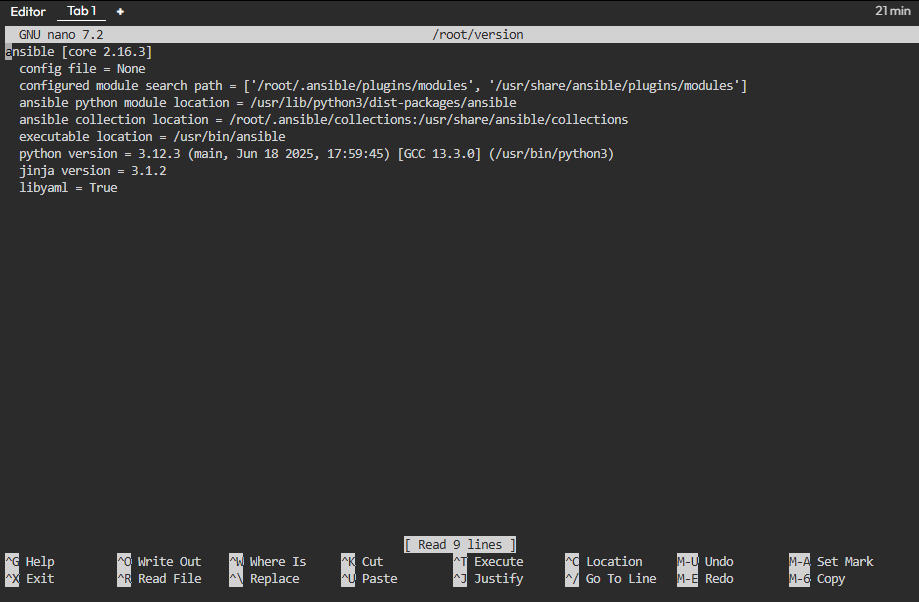 Editor Tab 1 + 21 min
GNU nano 7.2 /root/version
ansible [core 2.16.3]
config file = None
configured module search path = ['/root/.ansible/plugins/modules', '/usr/share/ansible/plugins/modules']
ansible python module location = /usr/lib/python3/dist-packages/ansible
ansible collection location = /root/.ansible/collections:/usr/share/ansible/collections
executable location = /usr/bin/ansible
python version = 3.12.3 (main, Jun 18 2025, 17:59:45) [GCC 13.3.0] (/usr/bin/python3)
jinja version = 3.1.2
libyaml = True
[ Read 9 lines ]
^G Help ^O Write Out ^W Where Is ^K Cut ^T Execute ^C Location M-U Undo M-A Set Mark
^X Exit ^R Read File ^\ Replace ^U Paste ^J Justify ^/ Go To Line M-E Redo M-6 Copy